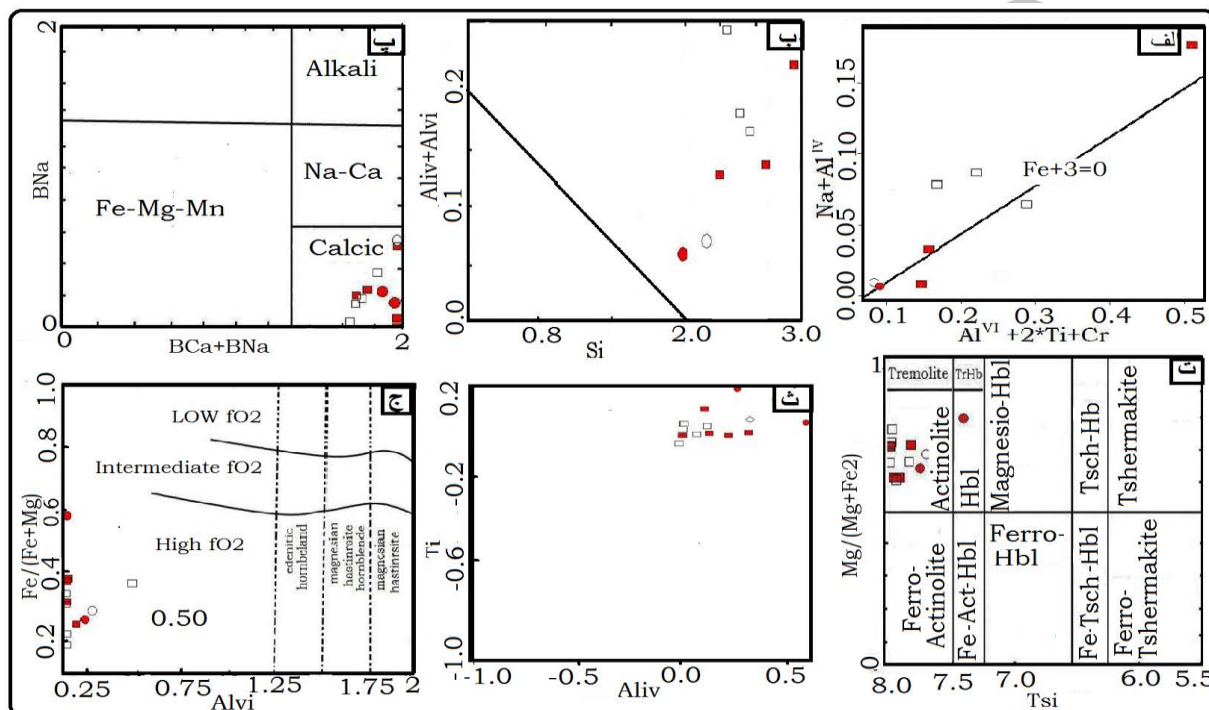 2
BNa
0
Alkali
Na-Ca
Fe-Mg-Mn
Calcic
0
BCa+BNa
2
ب
Aliv+Alvi
0.2
0.1
0.0
0.8
Si
2.0
3.0
الف
Na+Al^IV
0.15
0.10
0.05
0.00
Fe+3=0
0.1
0.2
0.3
0.5
Al^VI +2*Ti+Cr
Fe/(Fe+Mg)
1.0
0.8
0.6
0.4
0.2
ج
LOW fO2
Intermediate fO2
High fO2
0.50
edenitic
hornbeland
magnesian
hastinrsite
hornblende
magnesian
hastinrsite
0.25
0.75
1.25
1.75
2
Alvi
ث
Ti
0.2
-0.2
-0.6
-1.0
-1.0
-0.5
0.0
0.5
Aliv
Mg/(Mg+Fe2)
1
0
Tremolite
TrHb
Actinolite
Hbl
Magnesio-Hbl
Tsch-Hb
Tshermakite
Ferro-
Actinolite
Fe-Act-Hbl
Ferro-
Hbl
Fe-Tsch-Hbl
Ferro-
Tshermakite
8.0
7.5
7.0
6.0
5.5
Tsi